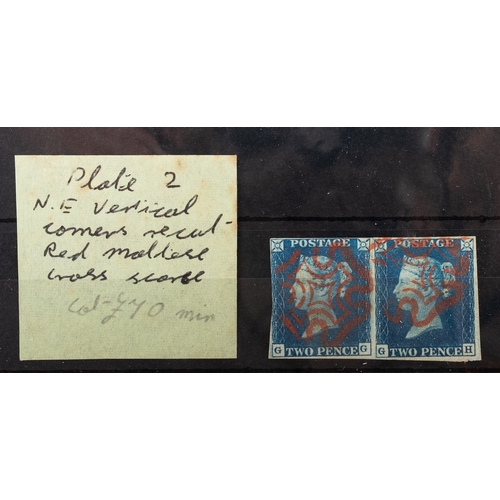 Plate 2
N.E Vertical
corners recut -
Red maltese
cross scarce
Cat £70 min
POSTAGE POSTAGE
G TWO PENCE G G TWO PENCE H